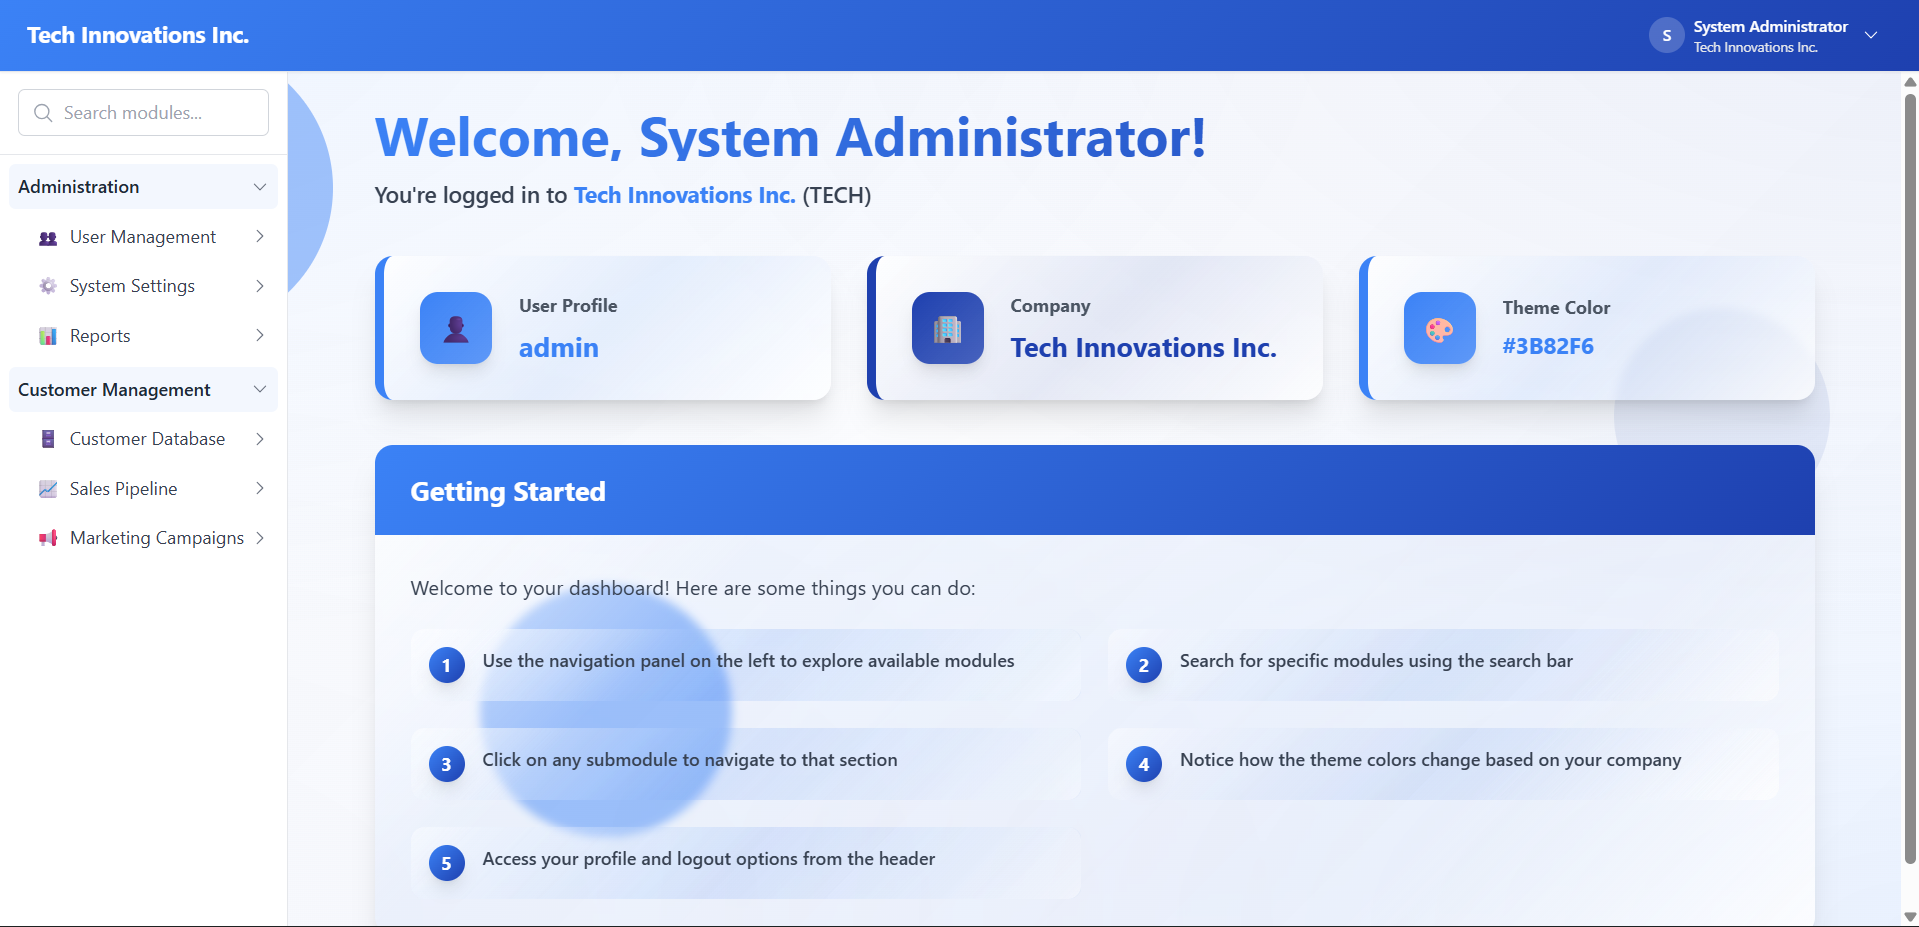 Tech Innovations Inc.
S
System Administrator
Tech Innovations Inc.
Search modules...
Administration
User Management
System Settings
Reports
Customer Management
Customer Database
Sales Pipeline
Marketing Campaigns
Welcome, System Administrator!
You're logged in to Tech Innovations Inc. (TECH)
User Profile
admin
Company
Tech Innovations Inc.
Theme Color
#3B82F6
Getting Started
Welcome to your dashboard! Here are some things you can do:
1 Use the navigation panel on the left to explore available modules
2 Search for specific modules using the search bar
3 Click on any submodule to navigate to that section
4 Notice how the theme colors change based on your company
5 Access your profile and logout options from the header